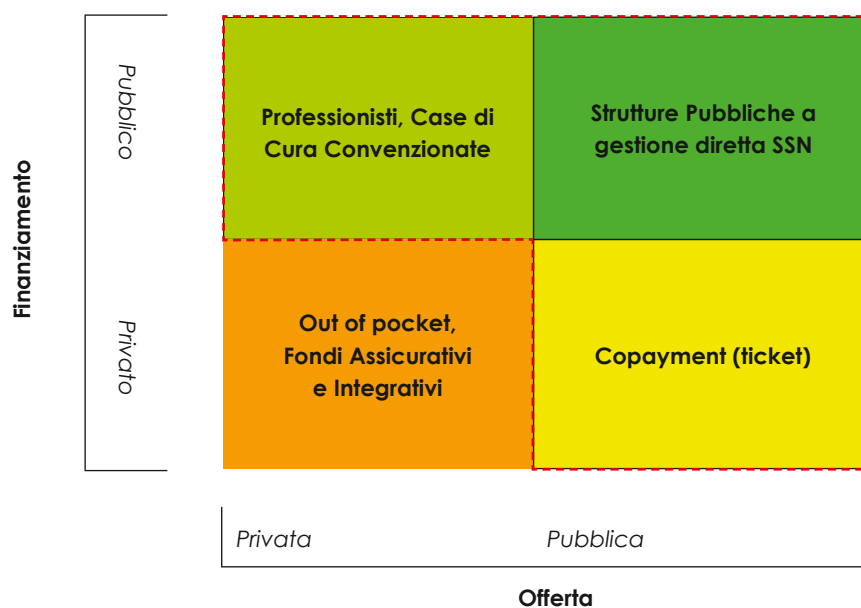 Finanziamento
Pubblico
Privato
Professionisti, Case di
Cura Convenzionate
Strutture Pubbliche a
gestione diretta SSN
Out of pocket,
Fondi Assicurativi
e Integrativi
Copayment (ticket)
Privata
Pubblica
Offerta